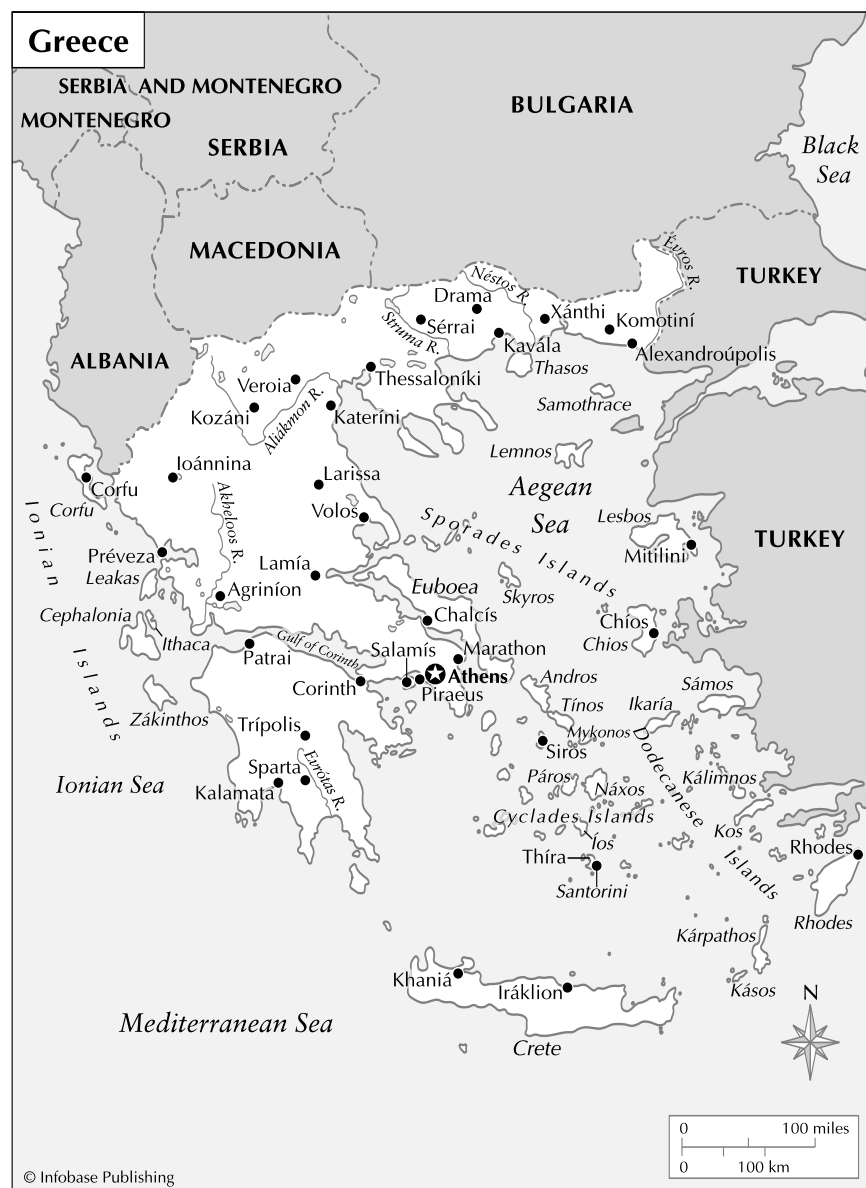 Greece
SERBIA AND MONTENEGRO
MONTENEGRO
SERBIA
BULGARIA
Black
Sea
MACEDONIA
Évros R.
TURKEY
Néstos R.
Drama
Xánthi
Sérrai
Komotiní
Struma R.
Kavála
Alexandroúpolis
ALBANIA
Thasos
Thessaloníki
Veroia
Samothrace
Kozáni
Aliákmon R.
Kateríni
Lemnos
Ioánnina
Larissa
Corfu
Corfu
Akheloos R.
Aegean
Sea
Volos
Lesbos
Sporades Islands
Mitilini
TURKEY
Ionian Islands
Préveza
Leakas
Lamía
Euboea
Agriníon
Skyros
Cephalonia
Chalcís
Chíos
Chios
Ithaca
Gulf of Corinth
Patrai
Salamís
Marathon
Athens
Andros
Sámos
Corinth
Piraeus
Zákinthos
Tínos
Ikaría
Trípolis
Mykonos
Siros
Dodecanese Islands
Sparta
Evrótas R.
Ionian Sea
Kalamata
Páros
Náxos
Kálimnos
Cyclades Islands
Kos
Íos
Rhodes
Thíra
Santorini
Rhodes
Kárpathos
Khaniá
Iráklion
Kásos
N
Mediterranean Sea
Crete
0 100 miles
0 100 km
© Infobase Publishing